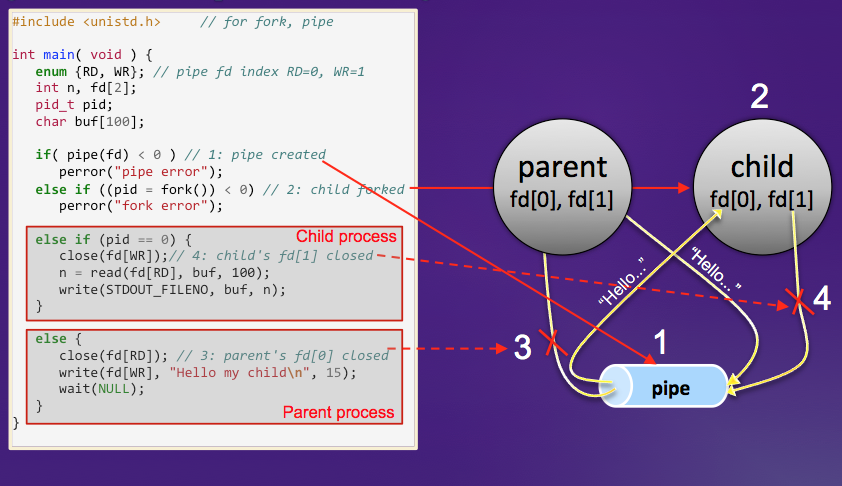 #include <unistd.h>     // for fork, pipe
int main( void ) {
   enum {RD, WR}; // pipe fd index RD=0, WR=1
   int n, fd[2];
   pid_t pid;
   char buf[100];
   if( pipe(fd) < 0 ) // 1: pipe created
      perror("pipe error");
   else if ((pid = fork()) < 0) // 2: child forked
      perror("fork error");
Child process
   else if (pid == 0) {
      close(fd[WR]);// 4: child's fd[1] closed
      n = read(fd[RD], buf, 100);
      write(STDOUT_FILENO, buf, n);
   }
   else {
      close(fd[RD]); // 3: parent's fd[0] closed
      write(fd[WR], "Hello my child\n", 15);
      wait(NULL);
   }
Parent process
}
2
parent
fd[0], fd[1]
child
fd[0], fd[1]
“Hello...”
“Hello...”
3
1
4
pipe